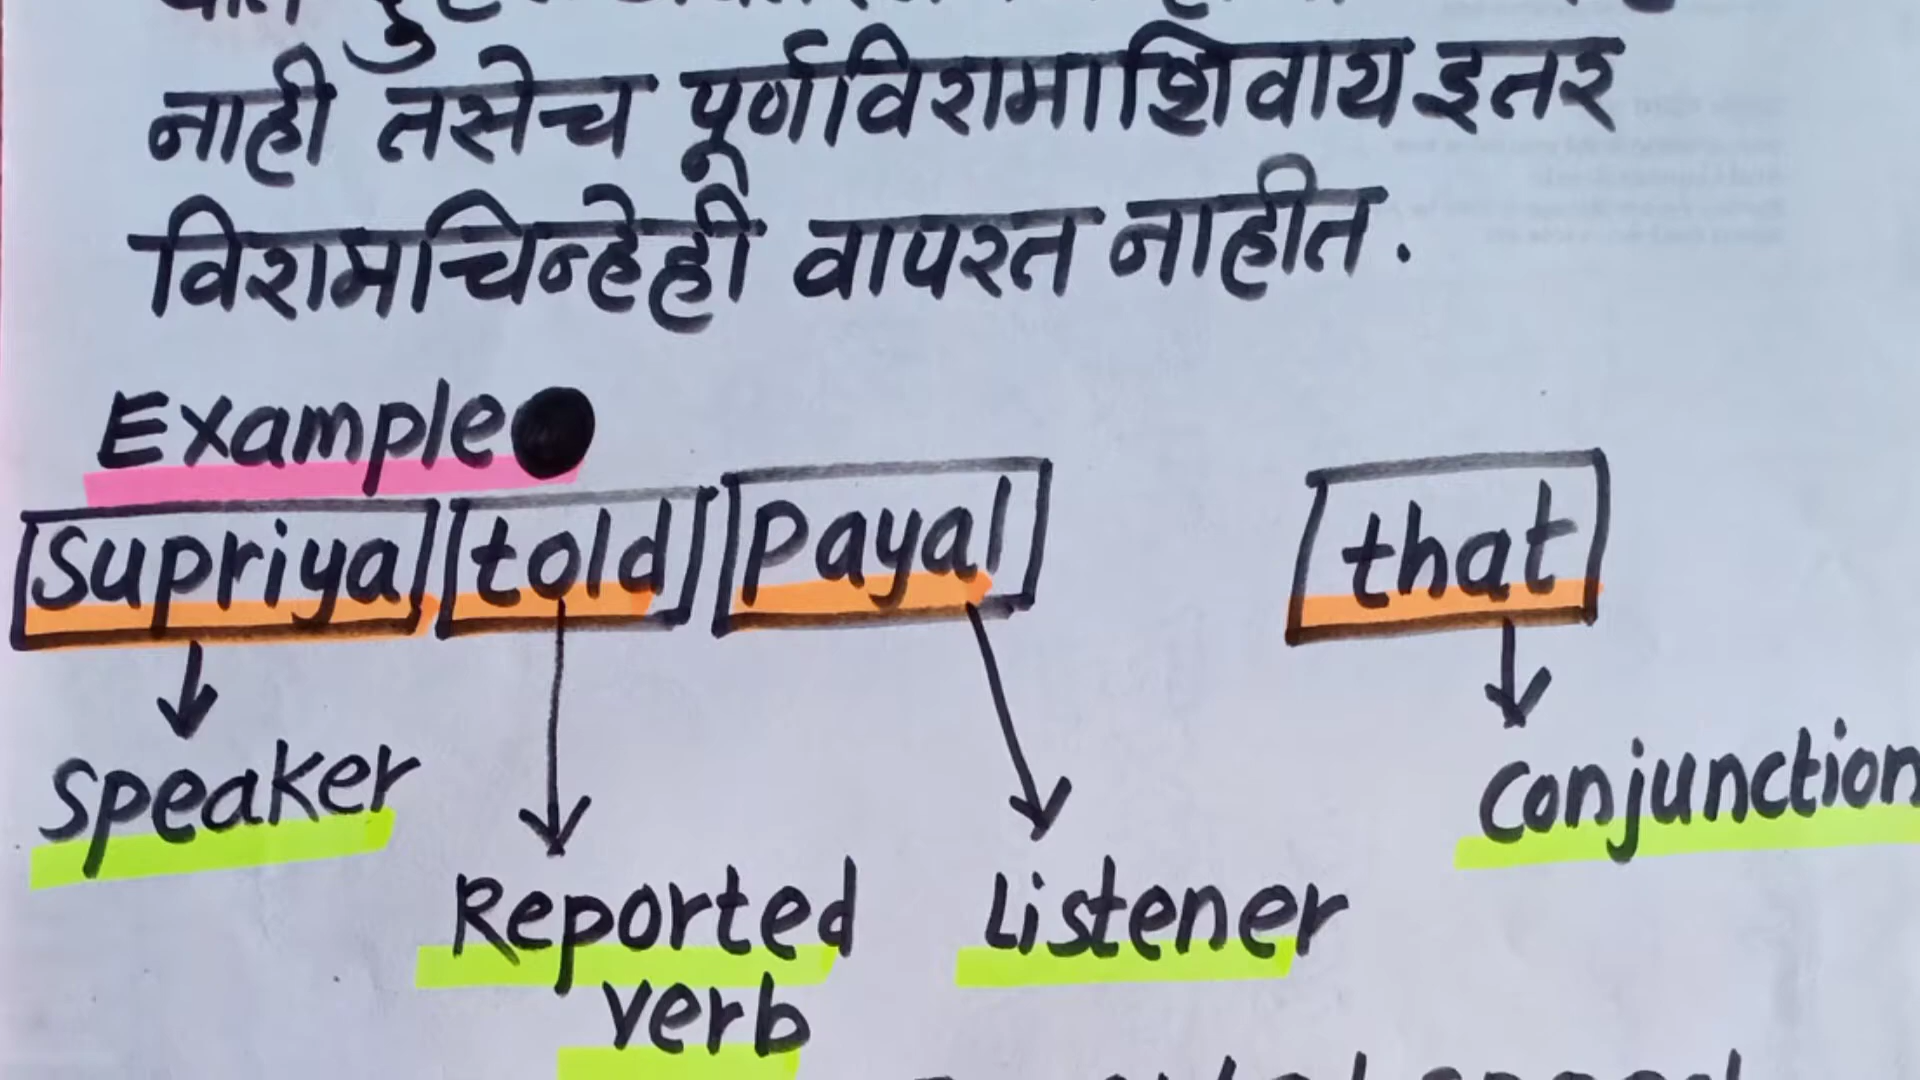 नाही तसेच पूर्णविरामाशिवाय इतर
विरामचिन्हेही वापरत नाहीत.
Example
Supriya told Payal that
Speaker
Conjunction
Reported
verb
Listener